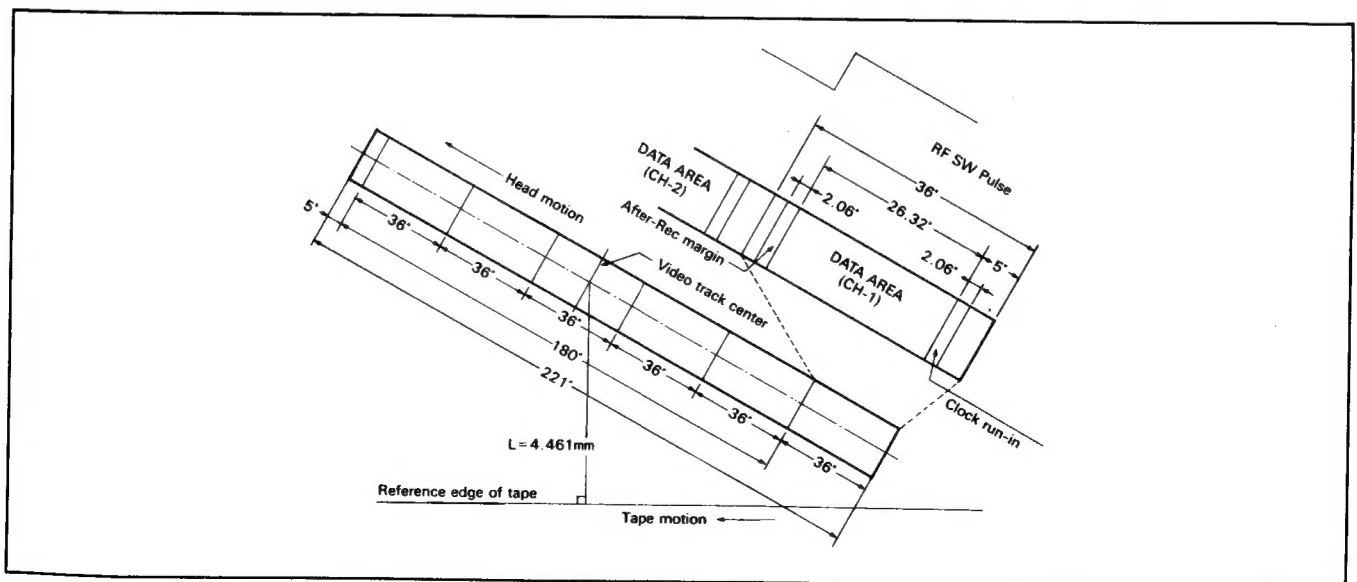 RF SW Pulse
36°
26.32°
2.06°
5°
2.06°
DATA AREA
(CH-2)
After-Rec margin
DATA AREA
(CH-1)
Clock run-in
Head motion
Video track center
5°
36°
36°
36°
36°
36°
36°
180°
221°
L=4.461mm
Reference edge of tape
Tape motion